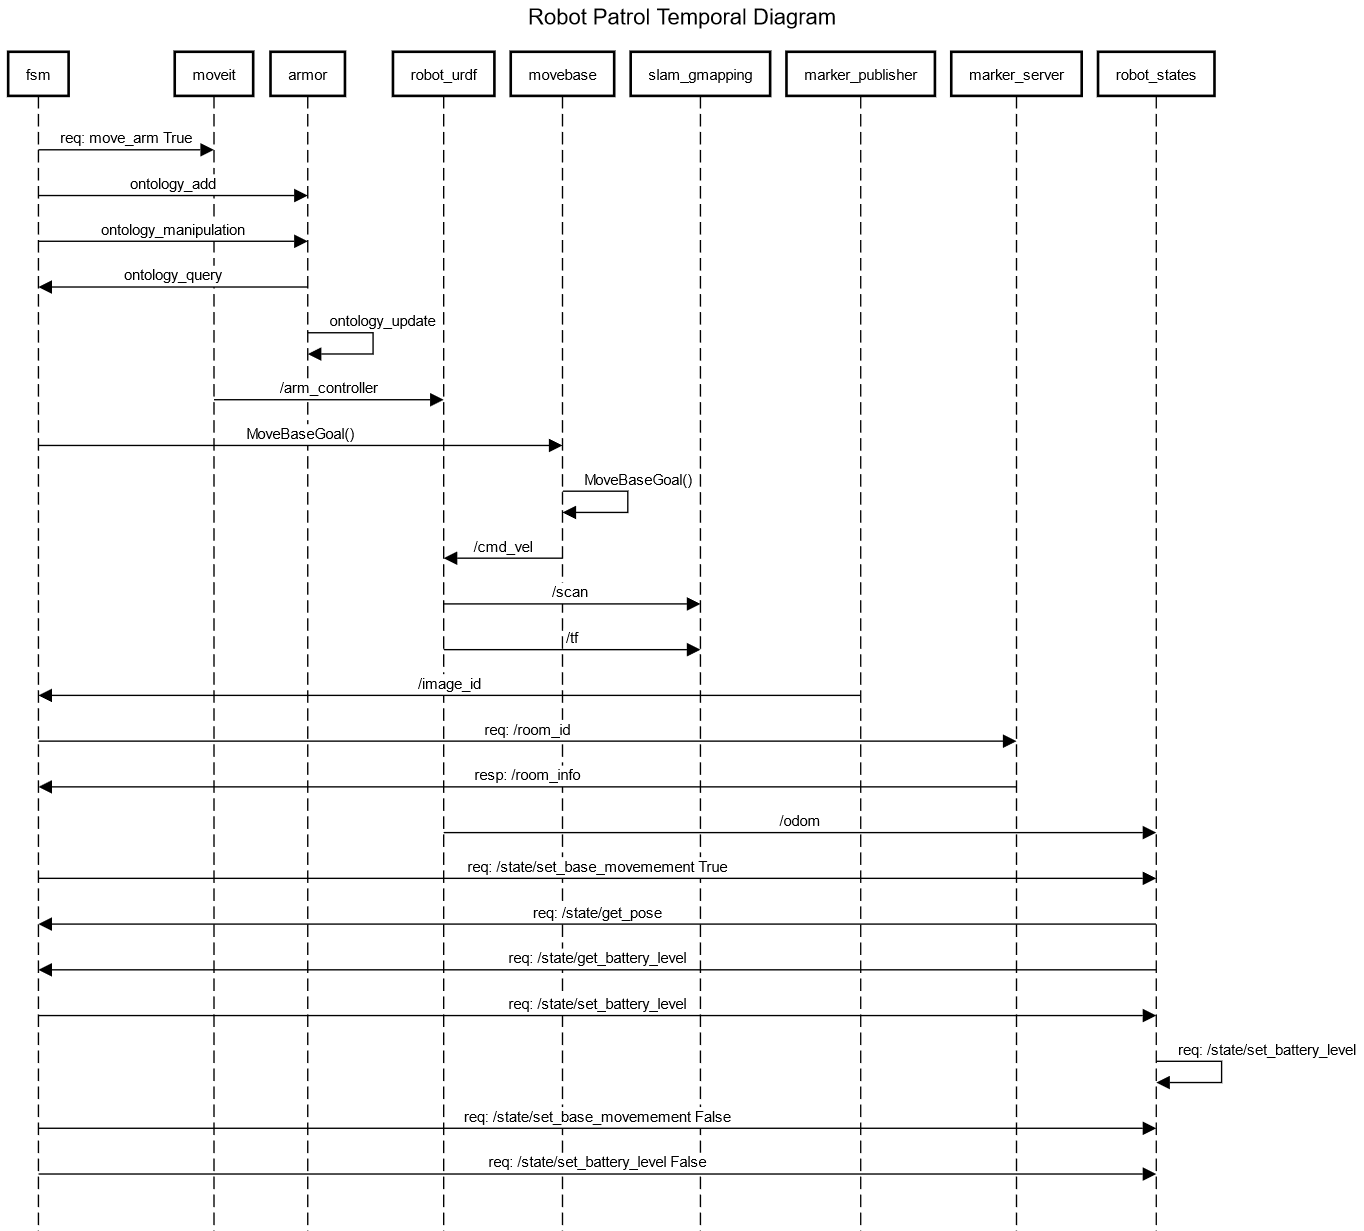 Robot Patrol Temporal Diagram
fsm moveit armor robot_urdf movebase slam_gmapping marker_publisher marker_server robot_states
req: move_arm True
ontology_add
ontology_manipulation
ontology_query
ontology_update
/arm_controller
MoveBaseGoal()
MoveBaseGoal()
/cmd_vel
/scan
/tf
/image_id
req: /room_id
resp: /room_info
/odom
req: /state/set_base_movemement True
req: /state/get_pose
req: /state/get_battery_level
req: /state/set_battery_level
req: /state/set_battery_level
req: /state/set_base_movemement False
req: /state/set_battery_level False